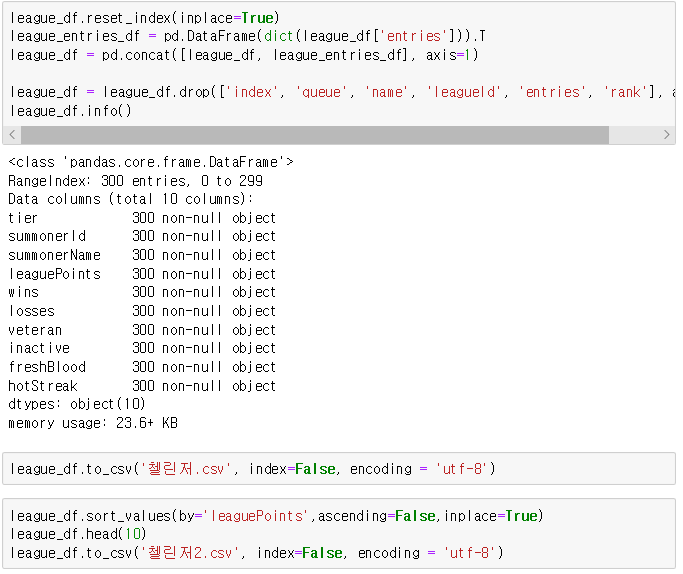 league_df.reset_index(inplace=True)
league_entries_df = pd.DataFrame(dict(league_df['entries'])).T
league_df = pd.concat([league_df, league_entries_df], axis=1)
league_df = league_df.drop(['index', 'queue', 'name', 'leagueId', 'entries', 'rank'], a
league_df.info()
<class 'pandas.core.frame.DataFrame'>
RangeIndex: 300 entries, 0 to 299
Data columns (total 10 columns):
tier 300 non-null object
summonerId 300 non-null object
summonerName 300 non-null object
leaguePoints 300 non-null object
wins 300 non-null object
losses 300 non-null object
veteran 300 non-null object
inactive 300 non-null object
freshBlood 300 non-null object
hotStreak 300 non-null object
dtypes: object(10)
memory usage: 23.6+ KB
league_df.to_csv('첼린저.csv', index=False, encoding = 'utf-8')
league_df.sort_values(by='leaguePoints',ascending=False,inplace=True)
league_df.head(10)
league_df.to_csv('첼린저2.csv', index=False, encoding = 'utf-8')